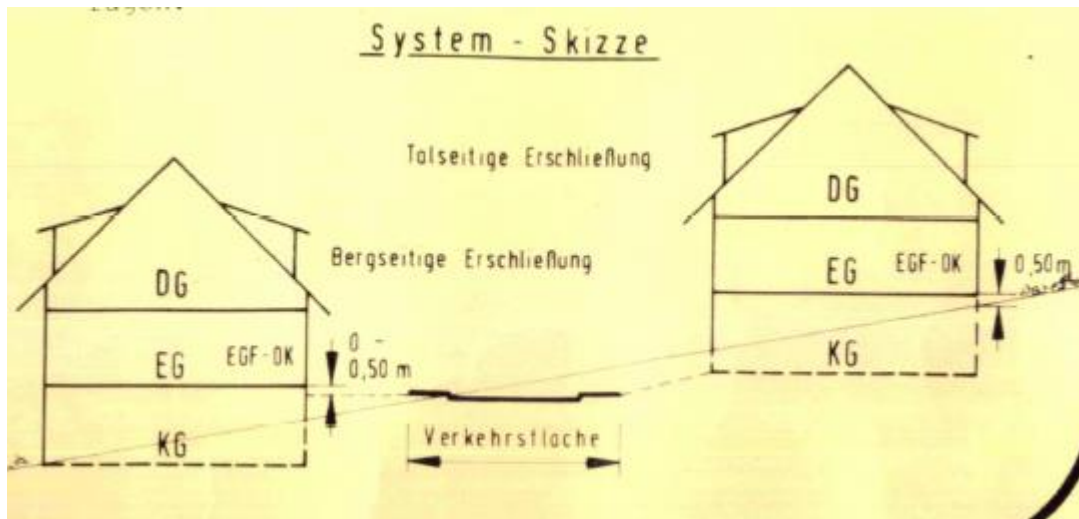 System - Skizze
Talseitige Erschließung
Bergseitige Erschließung
DG
EG
EGF-OK
0,50 m
KG
DG
EG
EGF-OK
0 -
0,50 m
KG
Verkehrsfläche